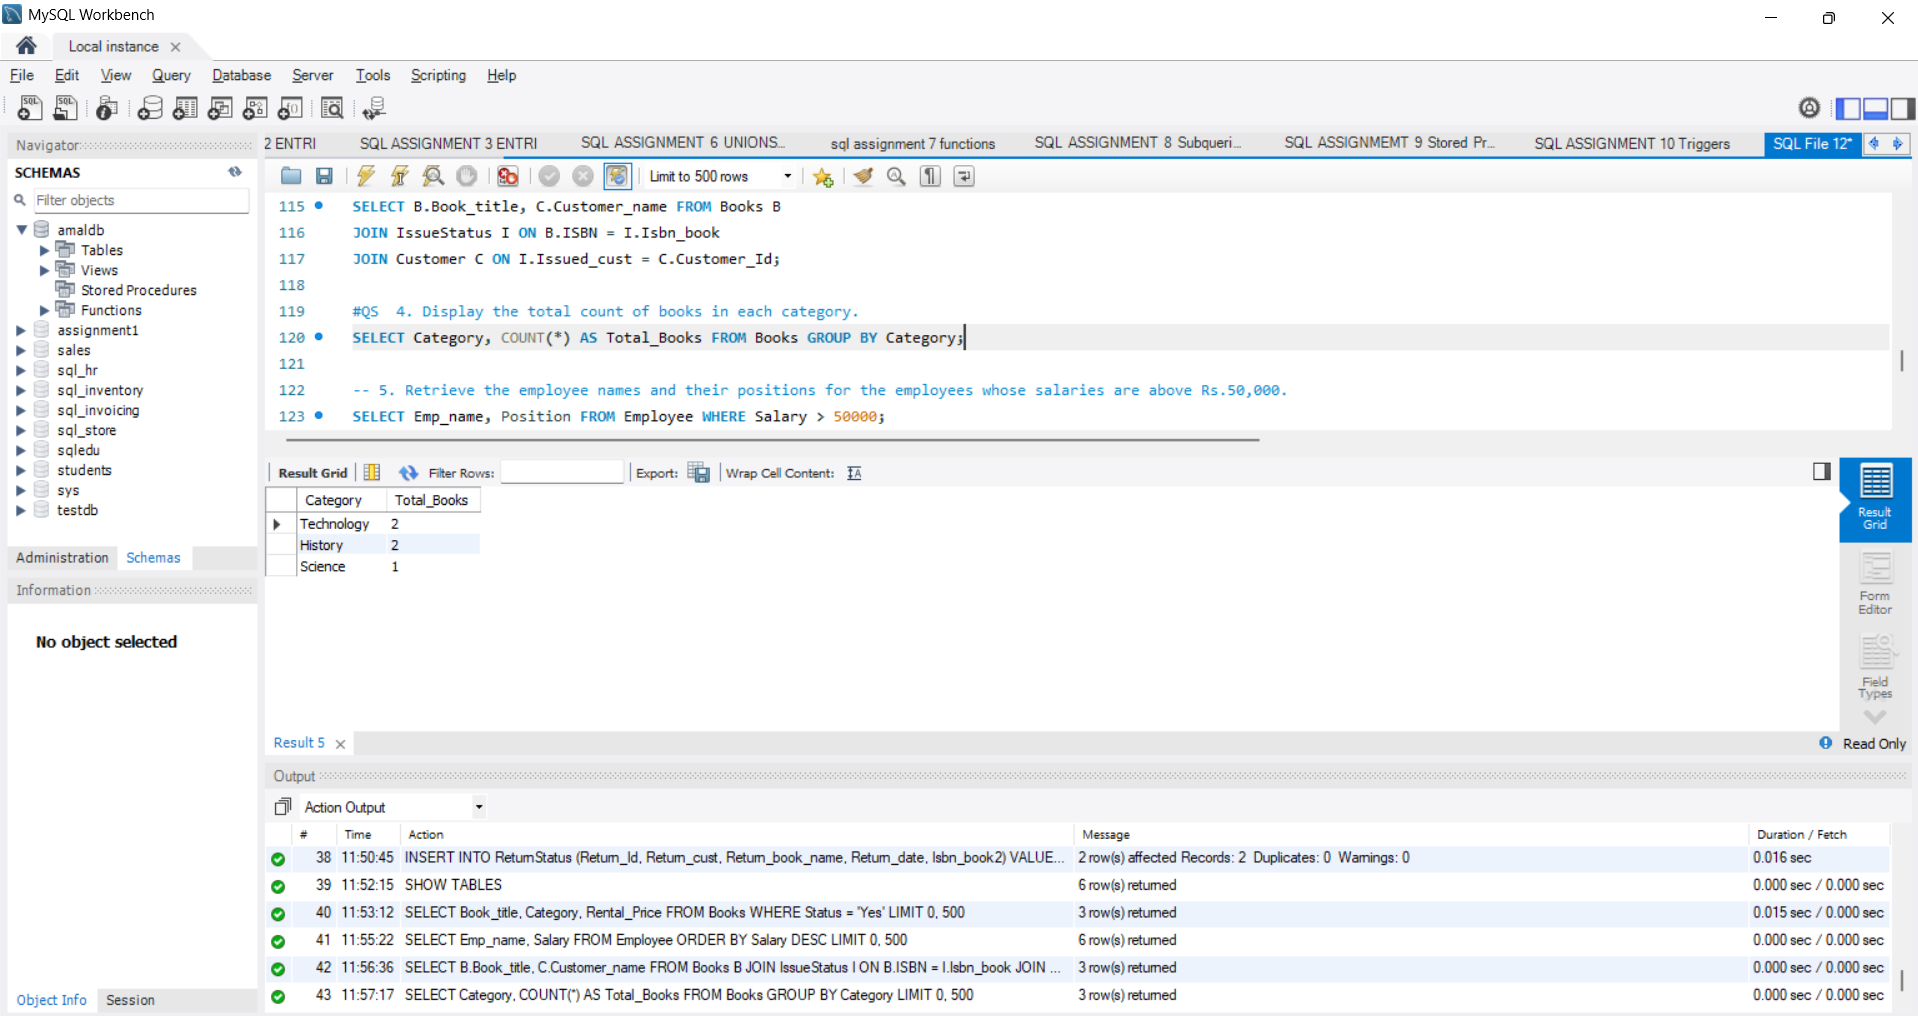 MySQL Workbench
Local instance
File Edit View Query Database Server Tools Scripting Help
Navigator
2 ENTRI SQL ASSIGNMENT 3 ENTRI SQL ASSIGNMENT 6 UNIONS... sql assignment 7 functions SQL ASSIGNMENT 8 Subqueri... SQL ASSIGNMEMT 9 Stored Pr... SQL ASSIGNMENT 10 Triggers SQL File 12*
SCHEMAS
Filter objects
amaldb
Tables
Views
Stored Procedures
Functions
assignment1
sales
sql_hr
sql_inventory
sql_invoicing
sql_store
sqledu
students
sys
testdb
Administration Schemas
Information
No object selected
Object Info Session
Limit to 500 rows
115 SELECT B.Book_title, C.Customer_name FROM Books B
116 JOIN IssueStatus I ON B.ISBN = I.Isbn_book
117 JOIN Customer C ON I.Issued_cust = C.Customer_Id;
118
119 #QS 4. Display the total count of books in each category.
120 SELECT Category, COUNT(*) AS Total_Books FROM Books GROUP BY Category;
121
122 -- 5. Retrieve the employee names and their positions for the employees whose salaries are above Rs.50,000.
123 SELECT Emp_name, Position FROM Employee WHERE Salary > 50000;
Result Grid Filter Rows: Export: Wrap Cell Content:
Category Total_Books
Technology 2
History 2
Science 1
Result Grid
Form Editor
Field Types
Result 5
Read Only
Output
Action Output
# Time Action Message Duration / Fetch
38 11:50:45 INSERT INTO ReturnStatus (Return_Id, Return_cust, Return_book_name, Return_date, Isbn_book2) VALUE... 2 row(s) affected Records: 2 Duplicates: 0 Warnings: 0 0.016 sec
39 11:52:15 SHOW TABLES 6 row(s) returned 0.000 sec / 0.000 sec
40 11:53:12 SELECT Book_title, Category, Rental_Price FROM Books WHERE Status = 'Yes' LIMIT 0, 500 3 row(s) returned 0.015 sec / 0.000 sec
41 11:55:22 SELECT Emp_name, Salary FROM Employee ORDER BY Salary DESC LIMIT 0, 500 6 row(s) returned 0.000 sec / 0.000 sec
42 11:56:36 SELECT B.Book_title, C.Customer_name FROM Books B JOIN IssueStatus I ON B.ISBN = I.Isbn_book JOIN ... 3 row(s) returned 0.000 sec / 0.000 sec
43 11:57:17 SELECT Category, COUNT(*) AS Total_Books FROM Books GROUP BY Category LIMIT 0, 500 3 row(s) returned 0.000 sec / 0.000 sec